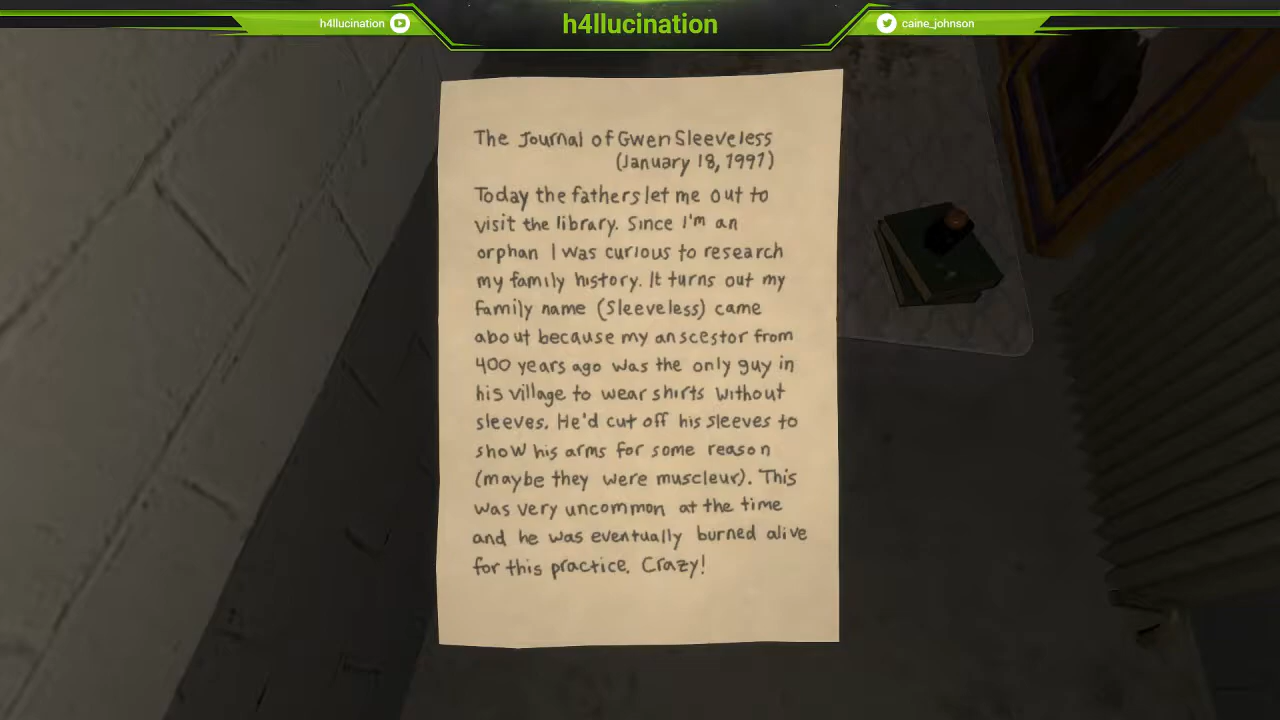 h4llucination
h4llucination
caine_johnson
The Journal of Gwen Sleeveless
(January 18, 1991)
Today the fathers let me out to
visit the library. Since I'm an
orphan I was curious to research
my family history. It turns out my
family name (Sleeveless) came
about because my anscestor from
400 years ago was the only guy in
his village to wear shirts without
sleeves. He'd cut off his sleeves to
show his arms for some reason
(maybe they were muscleur). This
was very uncommon at the time
and he was eventually burned alive
for this practice. Crazy!